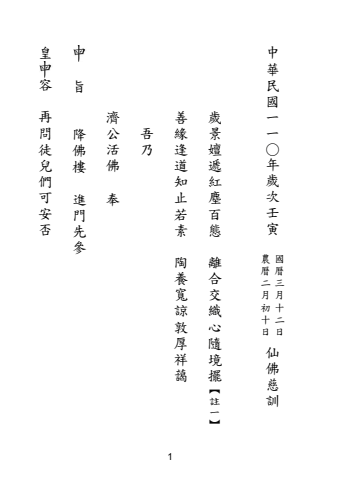 中華民國一一〇年歲次壬寅
國曆三月十二日
農曆二月初十日
仙佛慈訓
歲景嬗遞紅塵百態　離合交織心隨境擺【註一】
善緣逢道知止若素　陶養寬諒敦厚祥藹
吾乃
濟公活佛　奉
申　旨　降佛樓　進門先參
皇申容　再問徒兒們可安否
1